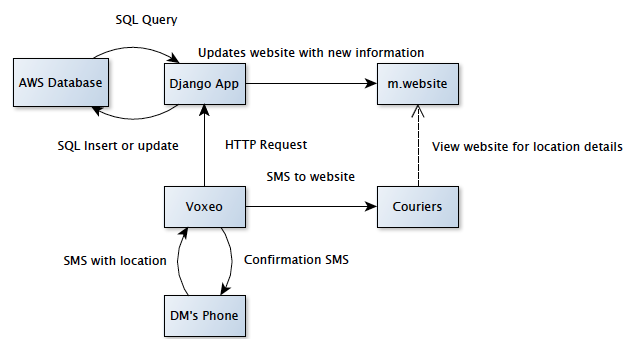 SQL Query
Updates website with new information
AWS Database
Django App
m.website
SQL Insert or update
HTTP Request
View website for location details
SMS to website
Voxeo
Couriers
SMS with location
Confirmation SMS
DM's Phone